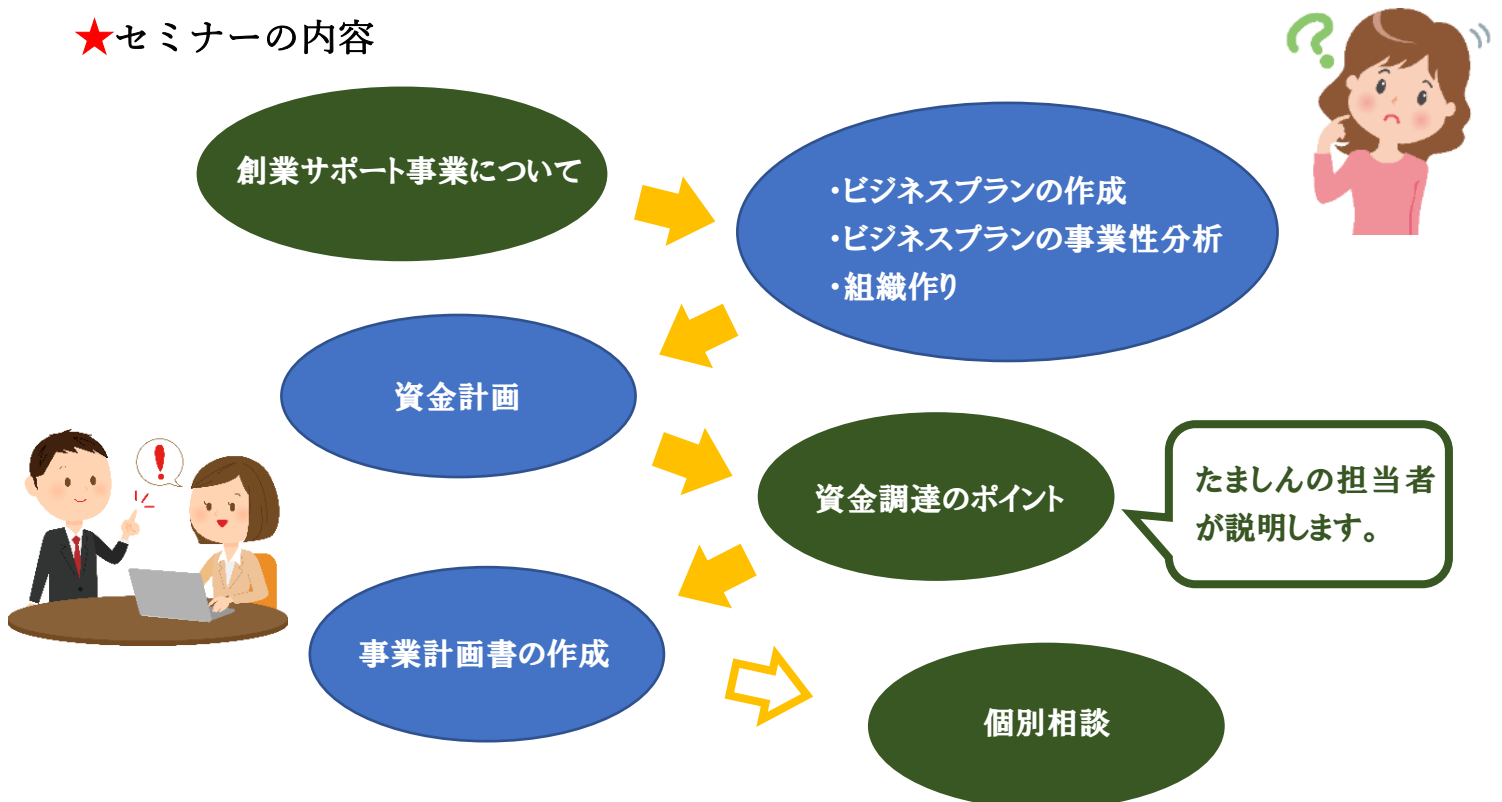 ★セミナーの内容
創業サポート事業について
・ビジネスプランの作成
・ビジネスプランの事業性分析
・組織作り
資金計画
資金調達のポイント
たましんの担当者
が説明します。
事業計画書の作成
個別相談